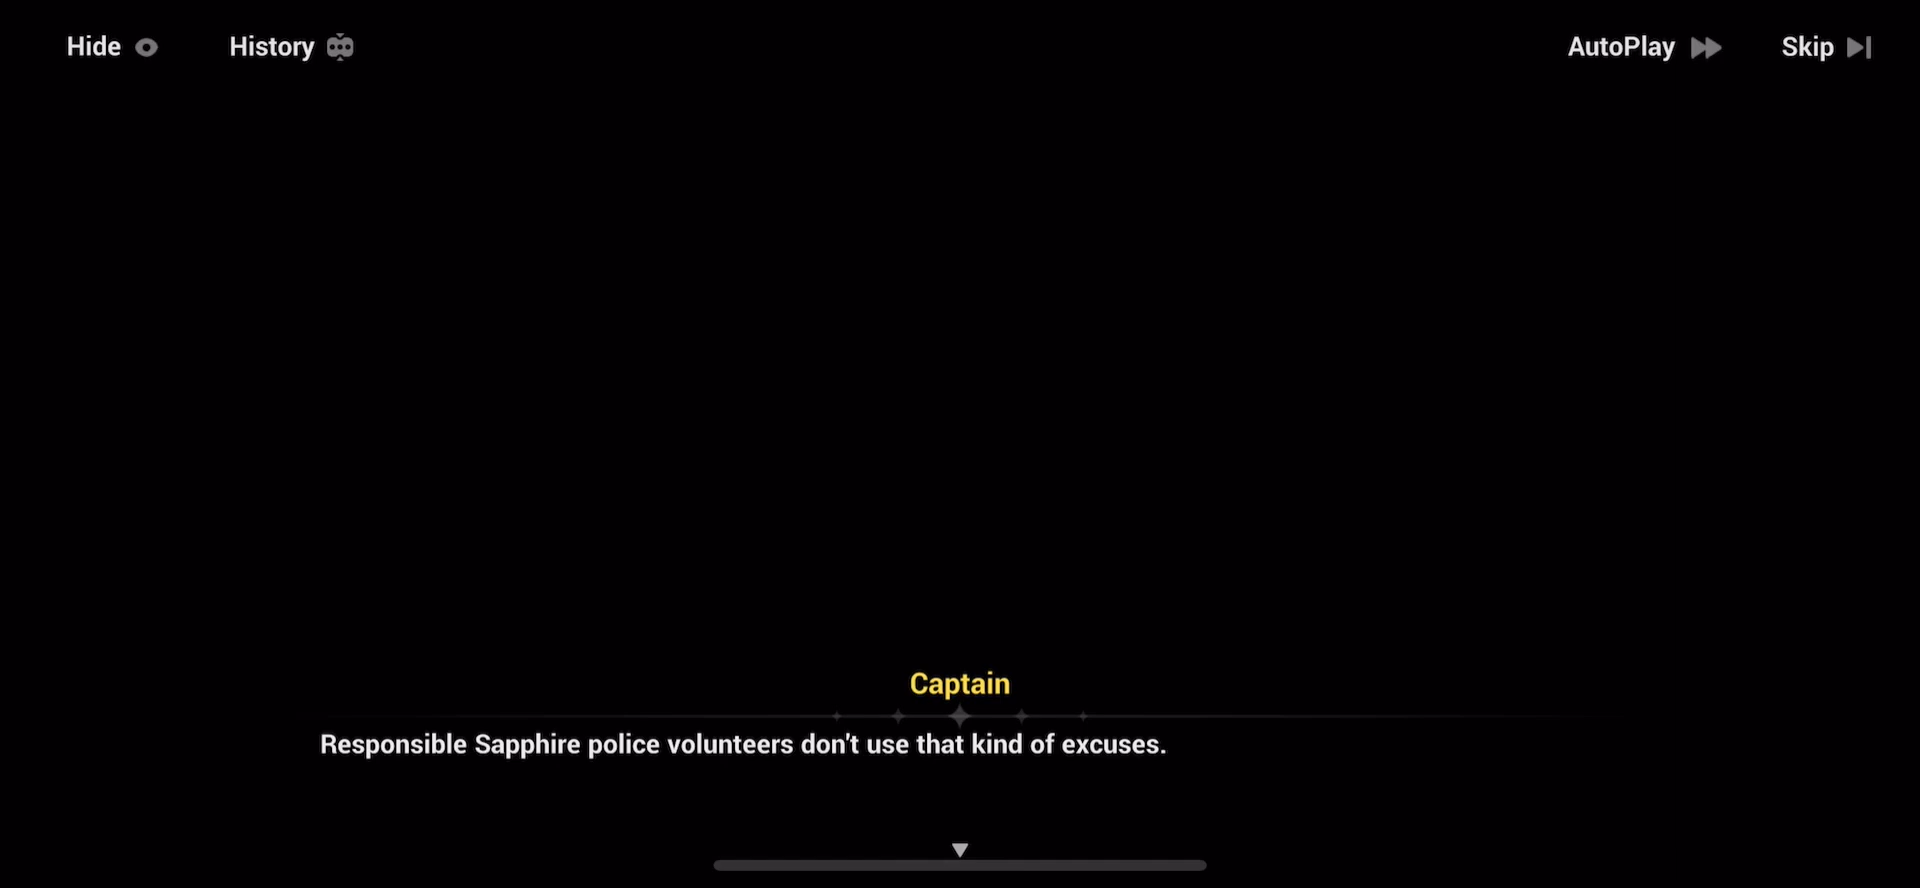 Hide
History
AutoPlay
Skip
Captain
Responsible Sapphire police volunteers don't use that kind of excuses.